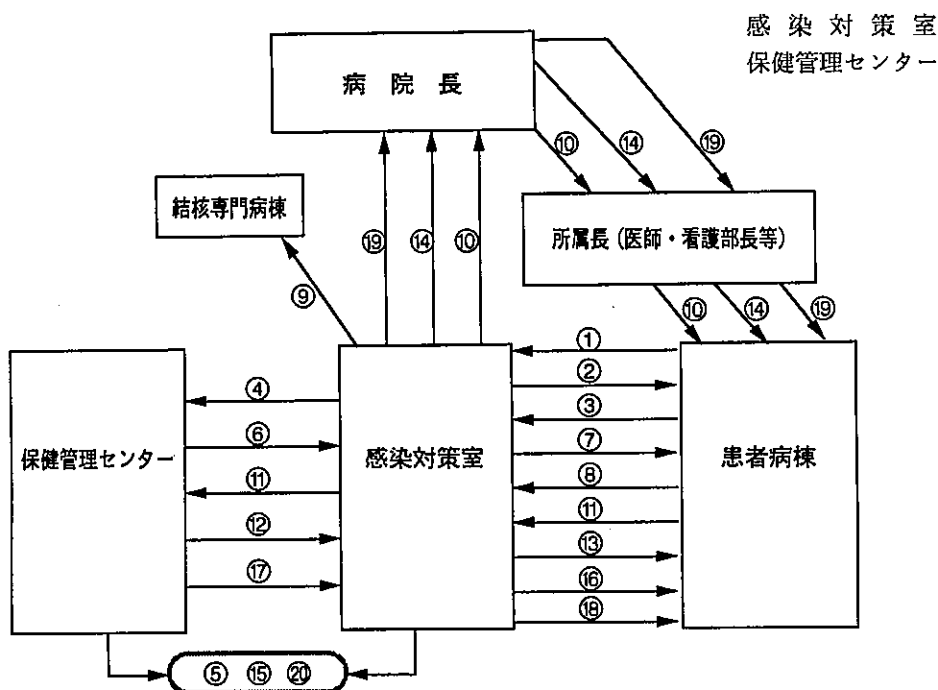 感染対策室
保健管理センター
病院長
⑩ ⑭ ⑲
結核専門病棟
所属長（医師・看護部長等）
⑲ ⑭ ⑩
⑨
⑩ ⑭ ⑲
①
②
④
③
⑥
⑦
保健管理センター
感染対策室
患者病棟
⑧
⑪
⑪
⑫
⑬
⑰
⑯
⑱
⑤ ⑮ ⑳